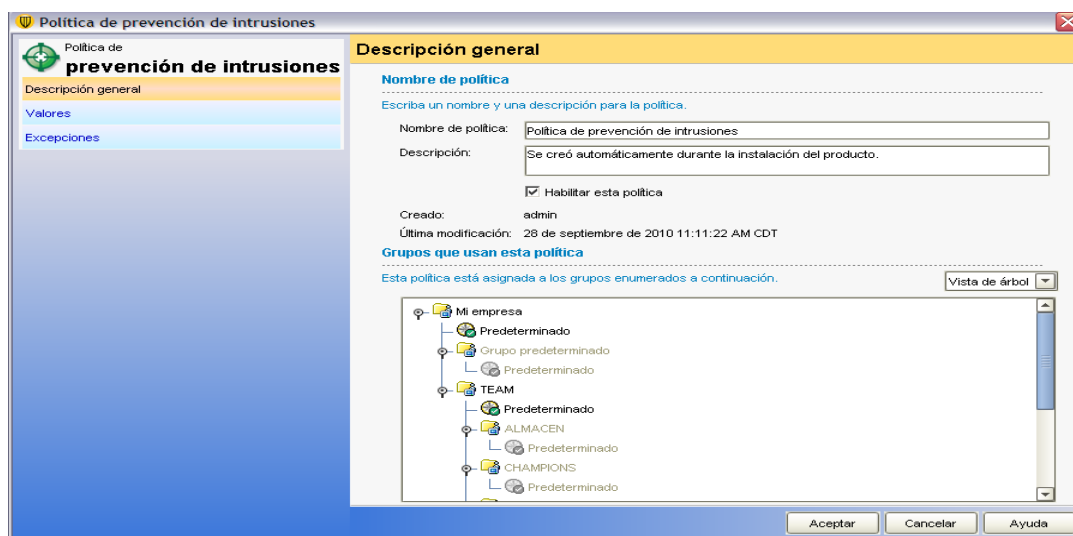 Política de prevención de intrusiones
Política de
prevención de intrusiones
Descripción general
Valores
Excepciones
Descripción general
Nombre de política
Escriba un nombre y una descripción para la política.
Nombre de política: Política de prevención de intrusiones
Descripción: Se creó automáticamente durante la instalación del producto.
Habilitar esta política
Creado: admin
Última modificación: 28 de septiembre de 2010 11:11:22 AM CDT
Grupos que usan esta política
Esta política está asignada a los grupos enumerados a continuación.
Vista de árbol
Mi empresa
Predeterminado
Grupo predeterminado
Predeterminado
TEAM
Predeterminado
ALMACEN
Predeterminado
CHAMPIONS
Predeterminado
Aceptar Cancelar Ayuda